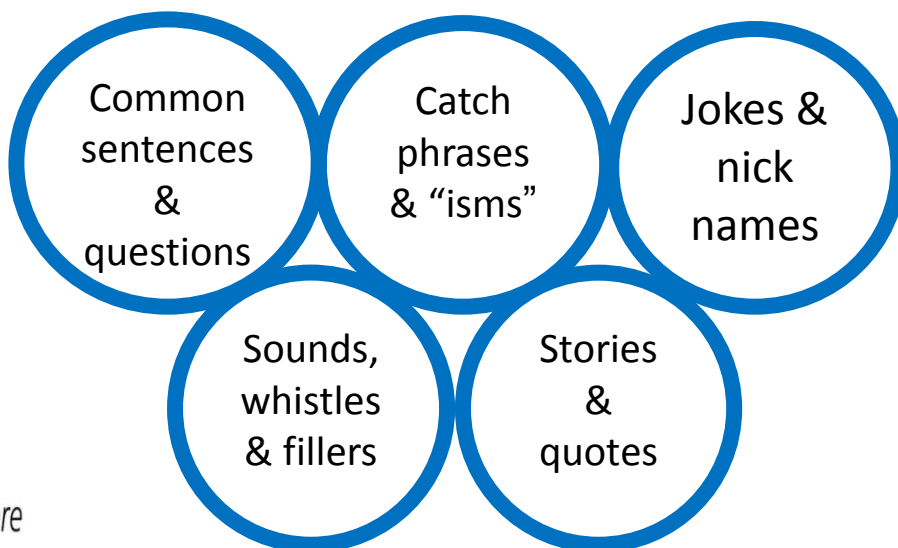 Common
sentences
&
questions
Catch
phrases
& “isms”
Jokes &
nick
names
Sounds,
whistles
& fillers
Stories
&
quotes